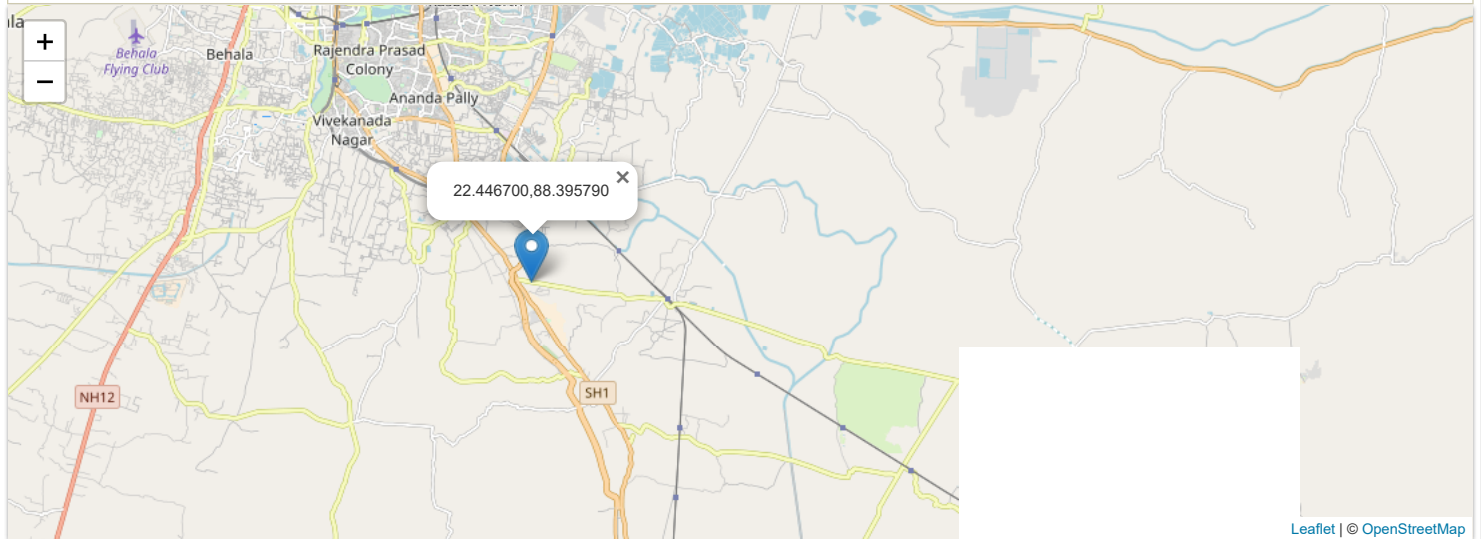 ala
+
−
Behala
Flying Club
Behala
Rajendra Prasad
Colony
Ananda Pally
Vivekanada
Nagar
22.446700,88.395790
×
NH12
SH1
Leaflet | © OpenStreetMap